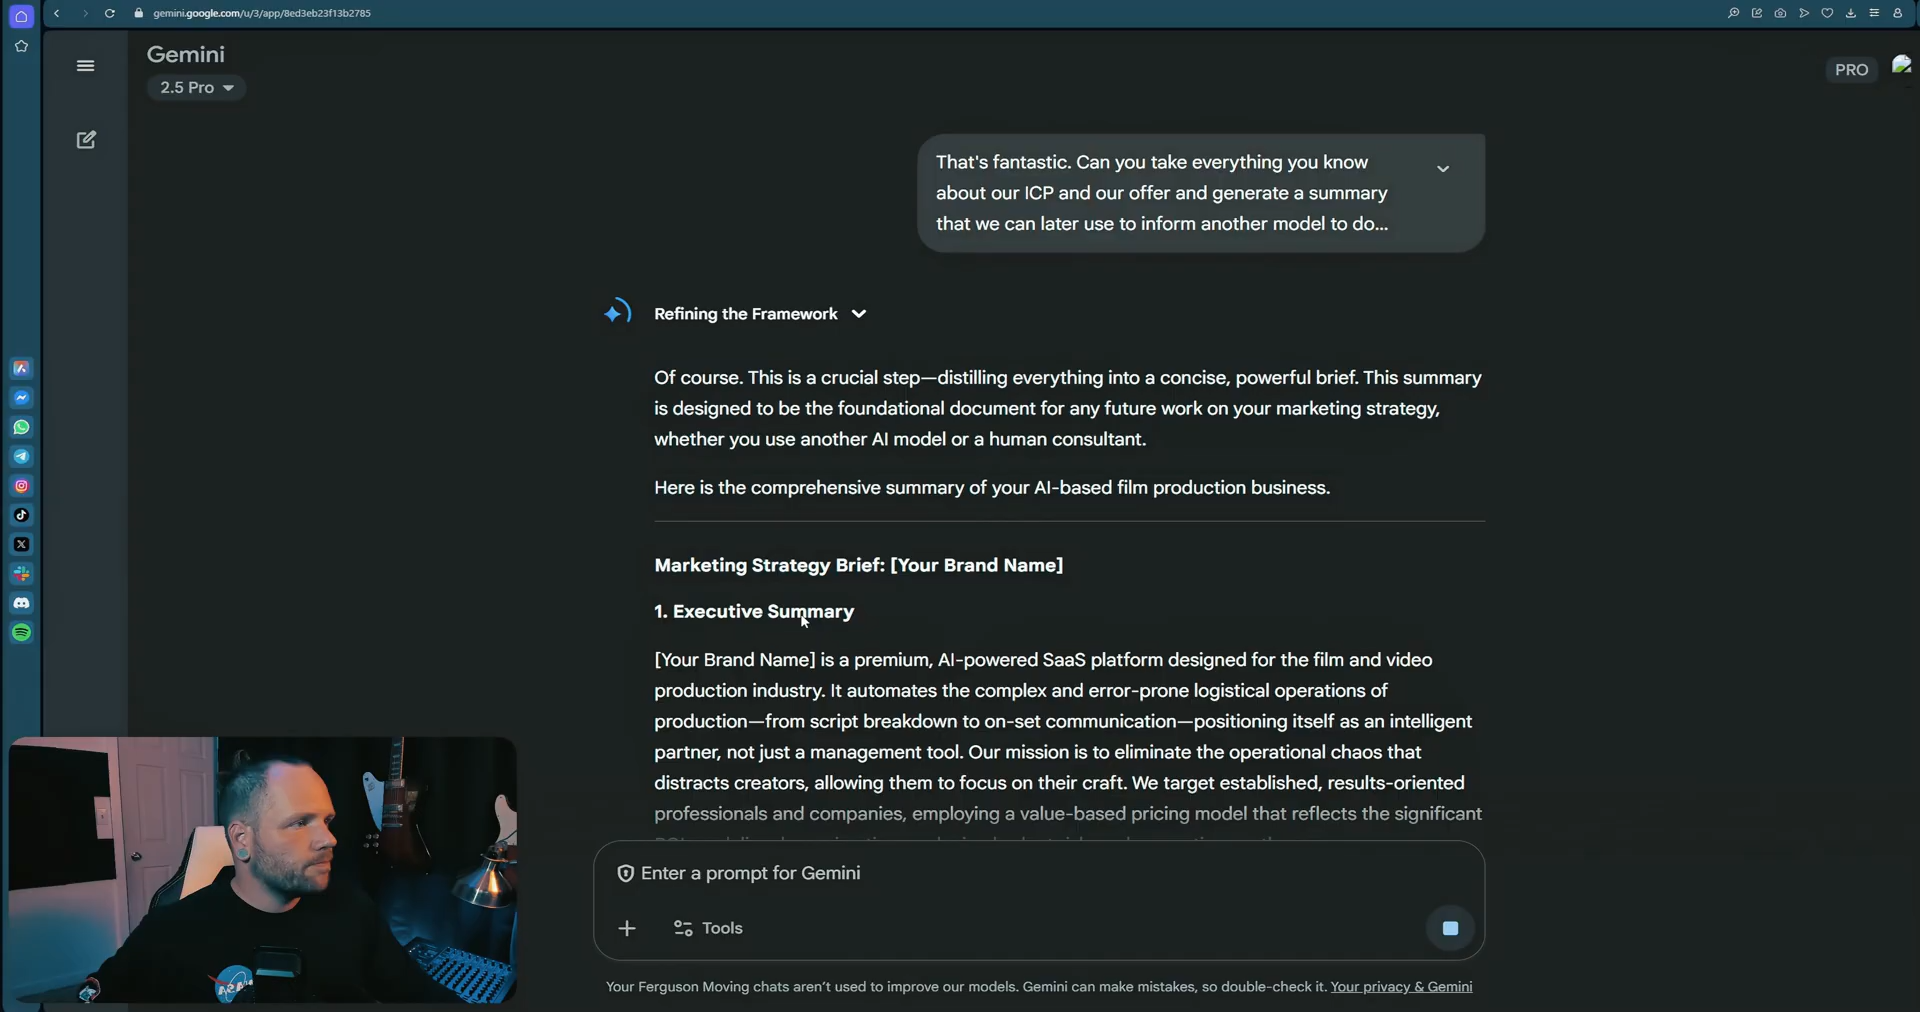 gemini.google.com/u/3/app/8ed3eb23f13b2785
Gemini
2.5 Pro
PRO
That's fantastic. Can you take everything you know
about our ICP and our offer and generate a summary
that we can later use to inform another model to do...
Refining the Framework
Of course. This is a crucial step—distilling everything into a concise, powerful brief. This summary
is designed to be the foundational document for any future work on your marketing strategy,
whether you use another AI model or a human consultant.
Here is the comprehensive summary of your AI-based film production business.
Marketing Strategy Brief: [Your Brand Name]
1. Executive Summary
[Your Brand Name] is a premium, AI-powered SaaS platform designed for the film and video
production industry. It automates the complex and error-prone logistical operations of
production—from script breakdown to on-set communication—positioning itself as an intelligent
partner, not just a management tool. Our mission is to eliminate the operational chaos that
distracts creators, allowing them to focus on their craft. We target established, results-oriented
professionals and companies, employing a value-based pricing model that reflects the significant
Enter a prompt for Gemini
Tools
Your Ferguson Moving chats aren't used to improve our models. Gemini can make mistakes, so double-check it. Your privacy & Gemini